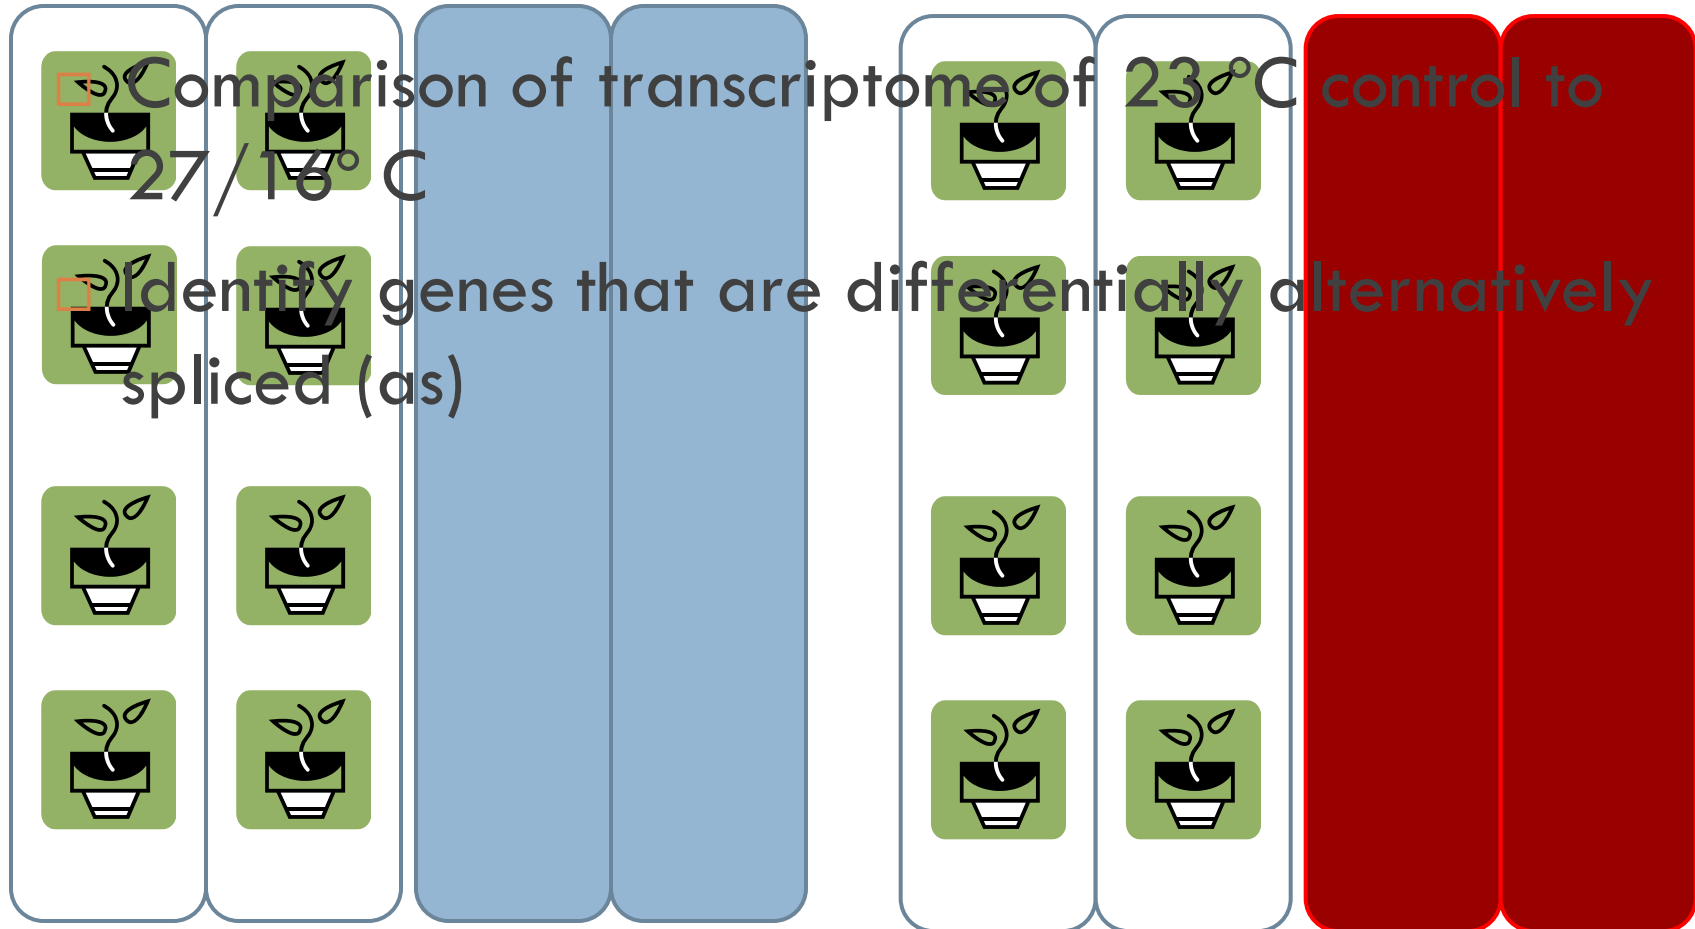 Comparison of transcriptome of 23 °C control to
27/16° C
Identify genes that are differentially alternatively
spliced (as)